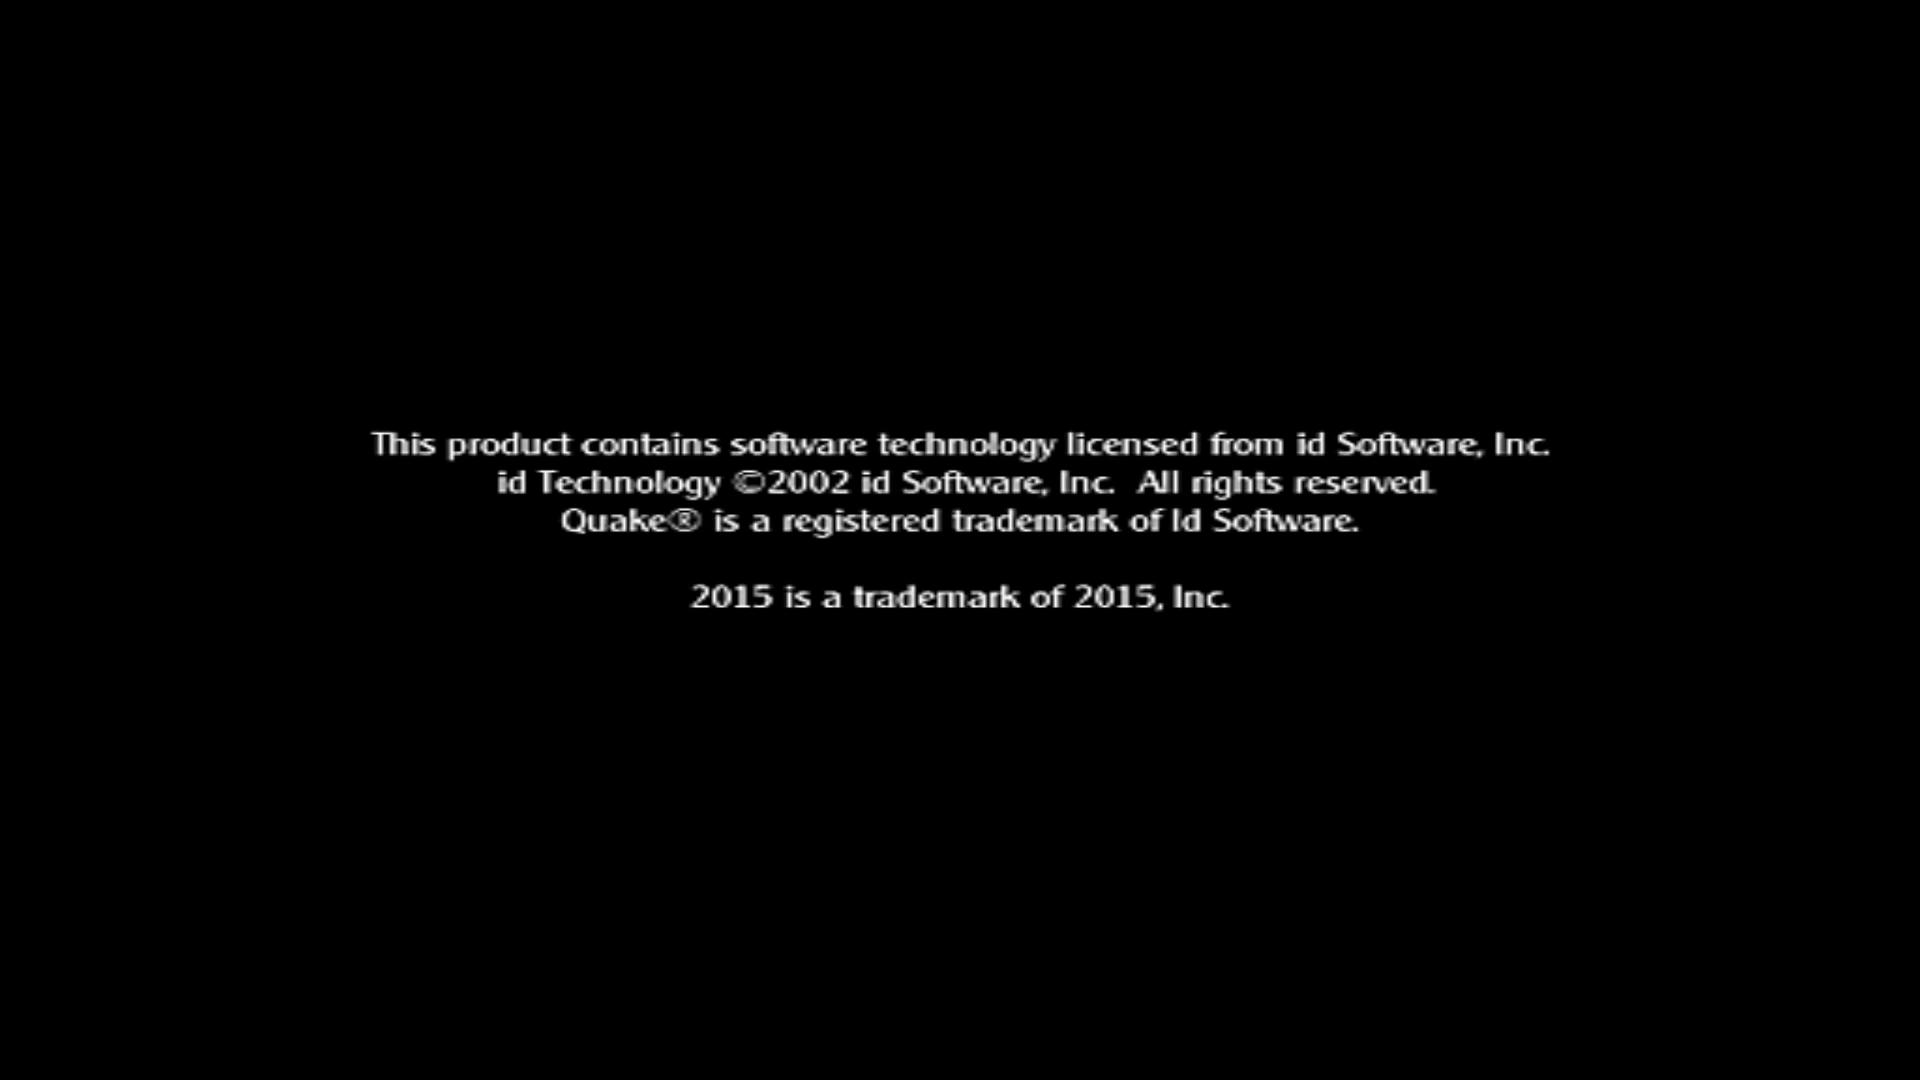 This product contains software technology licensed from id Software, Inc.
id Technology ©2002 id Software, Inc.  All rights reserved.
Quake® is a registered trademark of Id Software.
2015 is a trademark of 2015, Inc.